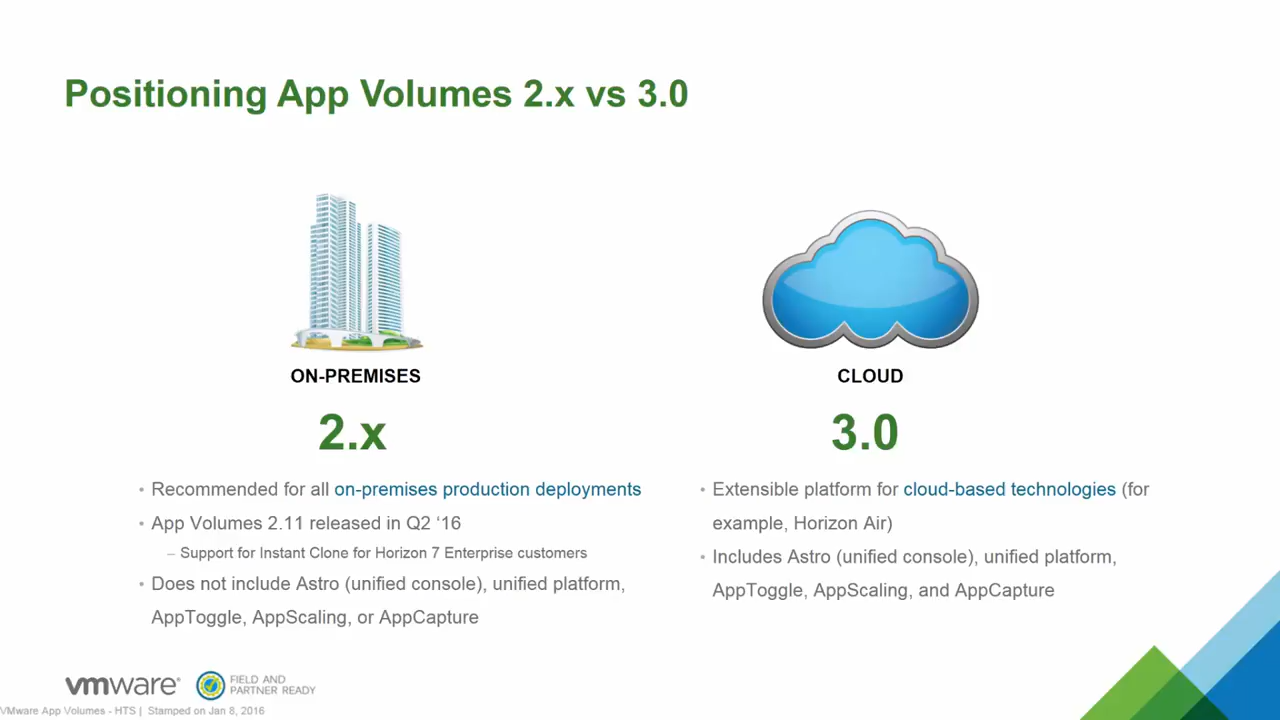 Positioning App Volumes 2.x vs 3.0
ON-PREMISES
2.x
• Recommended for all on-premises production deployments
• App Volumes 2.11 released in Q2 ‘16
– Support for Instant Clone for Horizon 7 Enterprise customers
• Does not include Astro (unified console), unified platform,
AppToggle, AppScaling, or AppCapture
CLOUD
3.0
• Extensible platform for cloud-based technologies (for
example, Horizon Air)
• Includes Astro (unified console), unified platform,
AppToggle, AppScaling, and AppCapture
vmware®
FIELD AND
PARTNER READY
VMware App Volumes - HTS | Stamped on Jan 8, 2016